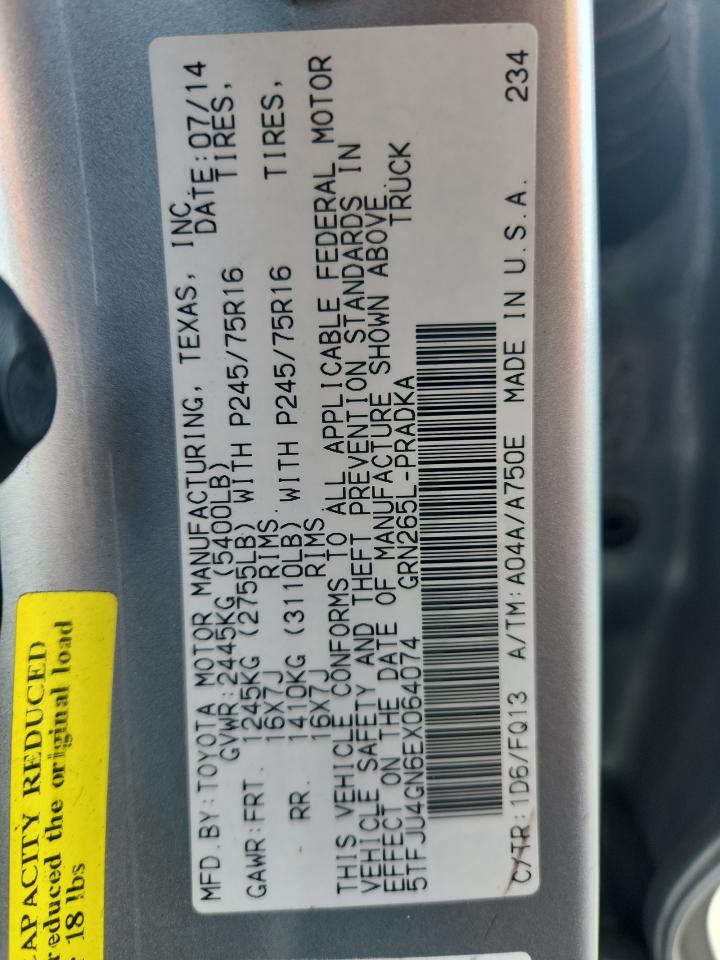 MFD.BY:TOYOTA MOTOR MANUFACTURING, TEXAS, INC.
GVWR:2445KG (5400LB) DATE:07/14
GAWR:FRT. 1245KG (2755LB) WITH P245/75R16 TIRES,
16X7J RIMS
RR. 1410KG (3110LB) WITH P245/75R16 TIRES,
16X7J RIMS
THIS VEHICLE CONFORMS TO ALL APPLICABLE FEDERAL MOTOR
VEHICLE SAFETY AND THEFT PREVENTION STANDARDS IN
EFFECT ON THE DATE OF MANUFACTURE SHOWN ABOVE.
5TFJU4GN6EX064074 GRN265L-PRADKA TRUCK
C/TR:1D6/FQ13 A/TM:A04A/A750E MADE IN U.S.A. 234
CAPACITY REDUCED
reduced the original load
18 lbs